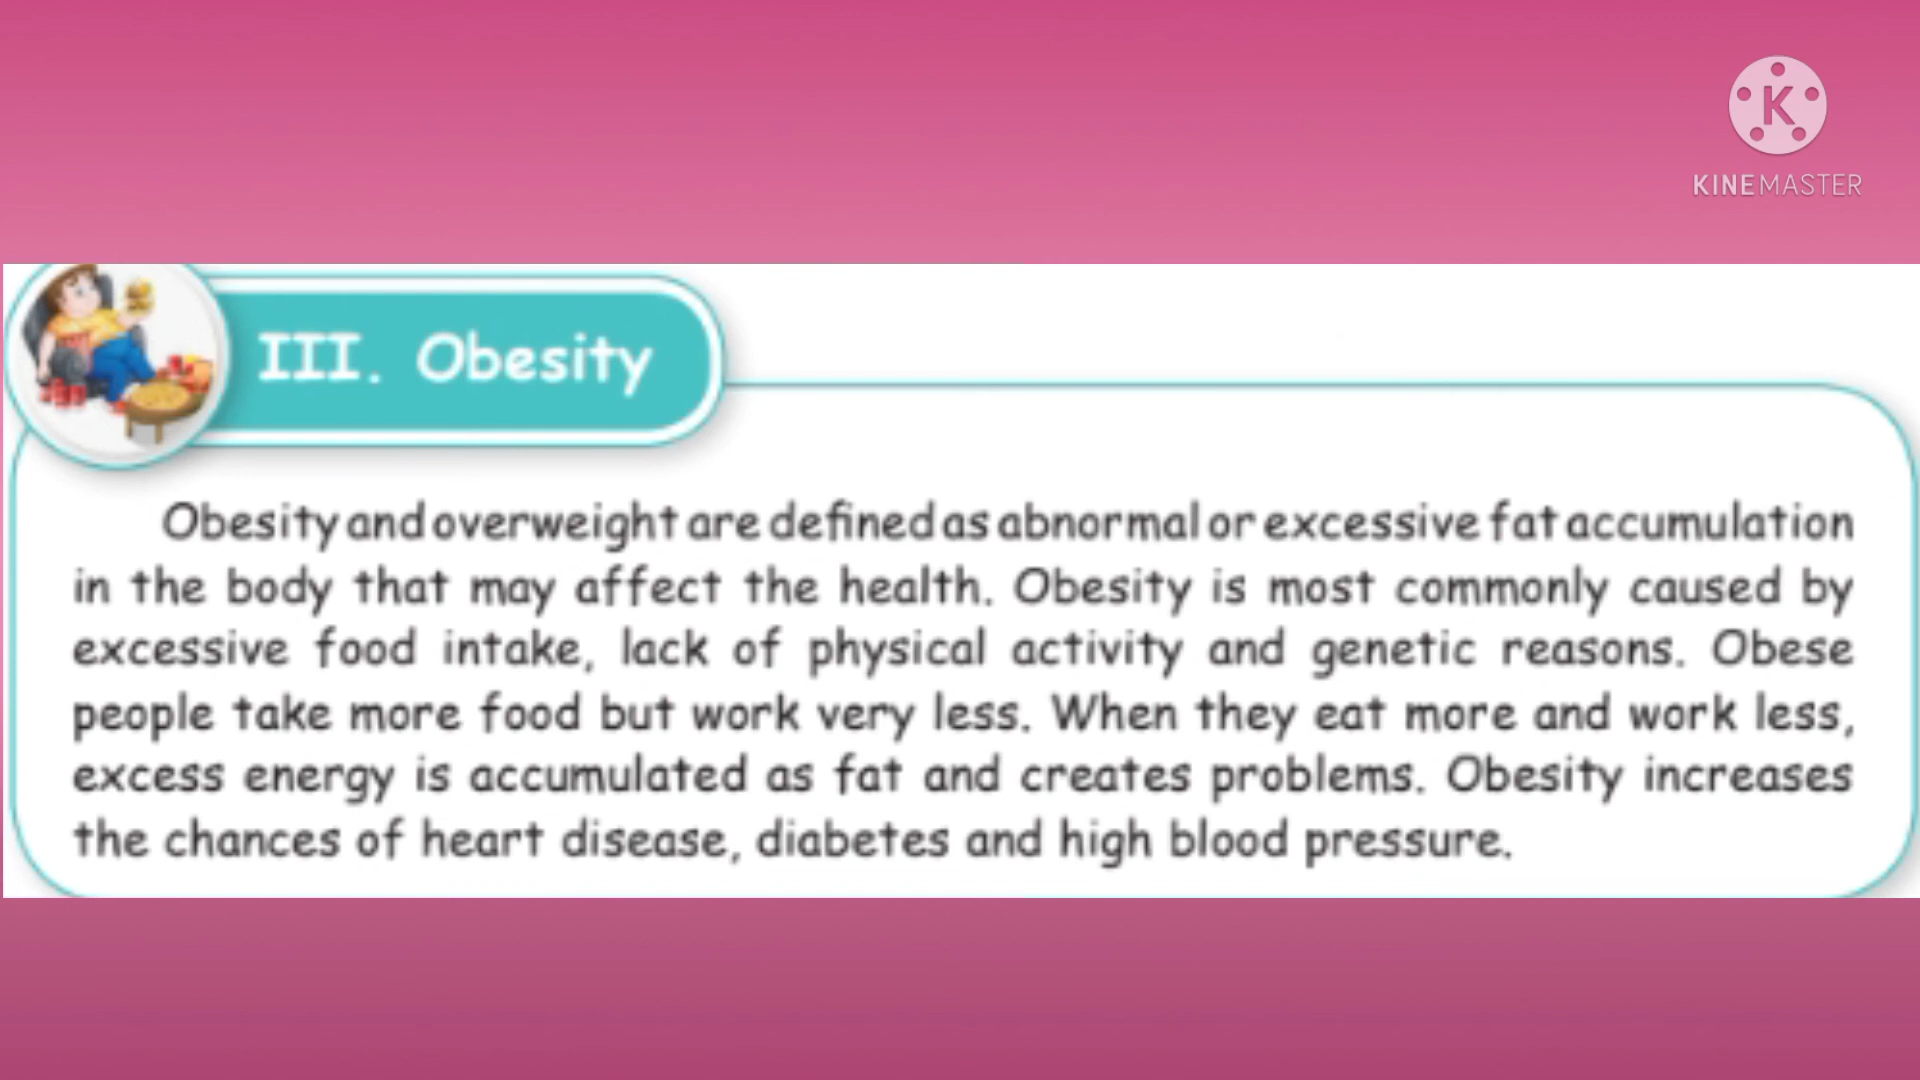 K
KINEMASTER
III. Obesity
Obesity and overweight are defined as abnormal or excessive fat accumulation
in the body that may affect the health. Obesity is most commonly caused by
excessive food intake, lack of physical activity and genetic reasons. Obese
people take more food but work very less. When they eat more and work less,
excess energy is accumulated as fat and creates problems. Obesity increases
the chances of heart disease, diabetes and high blood pressure.